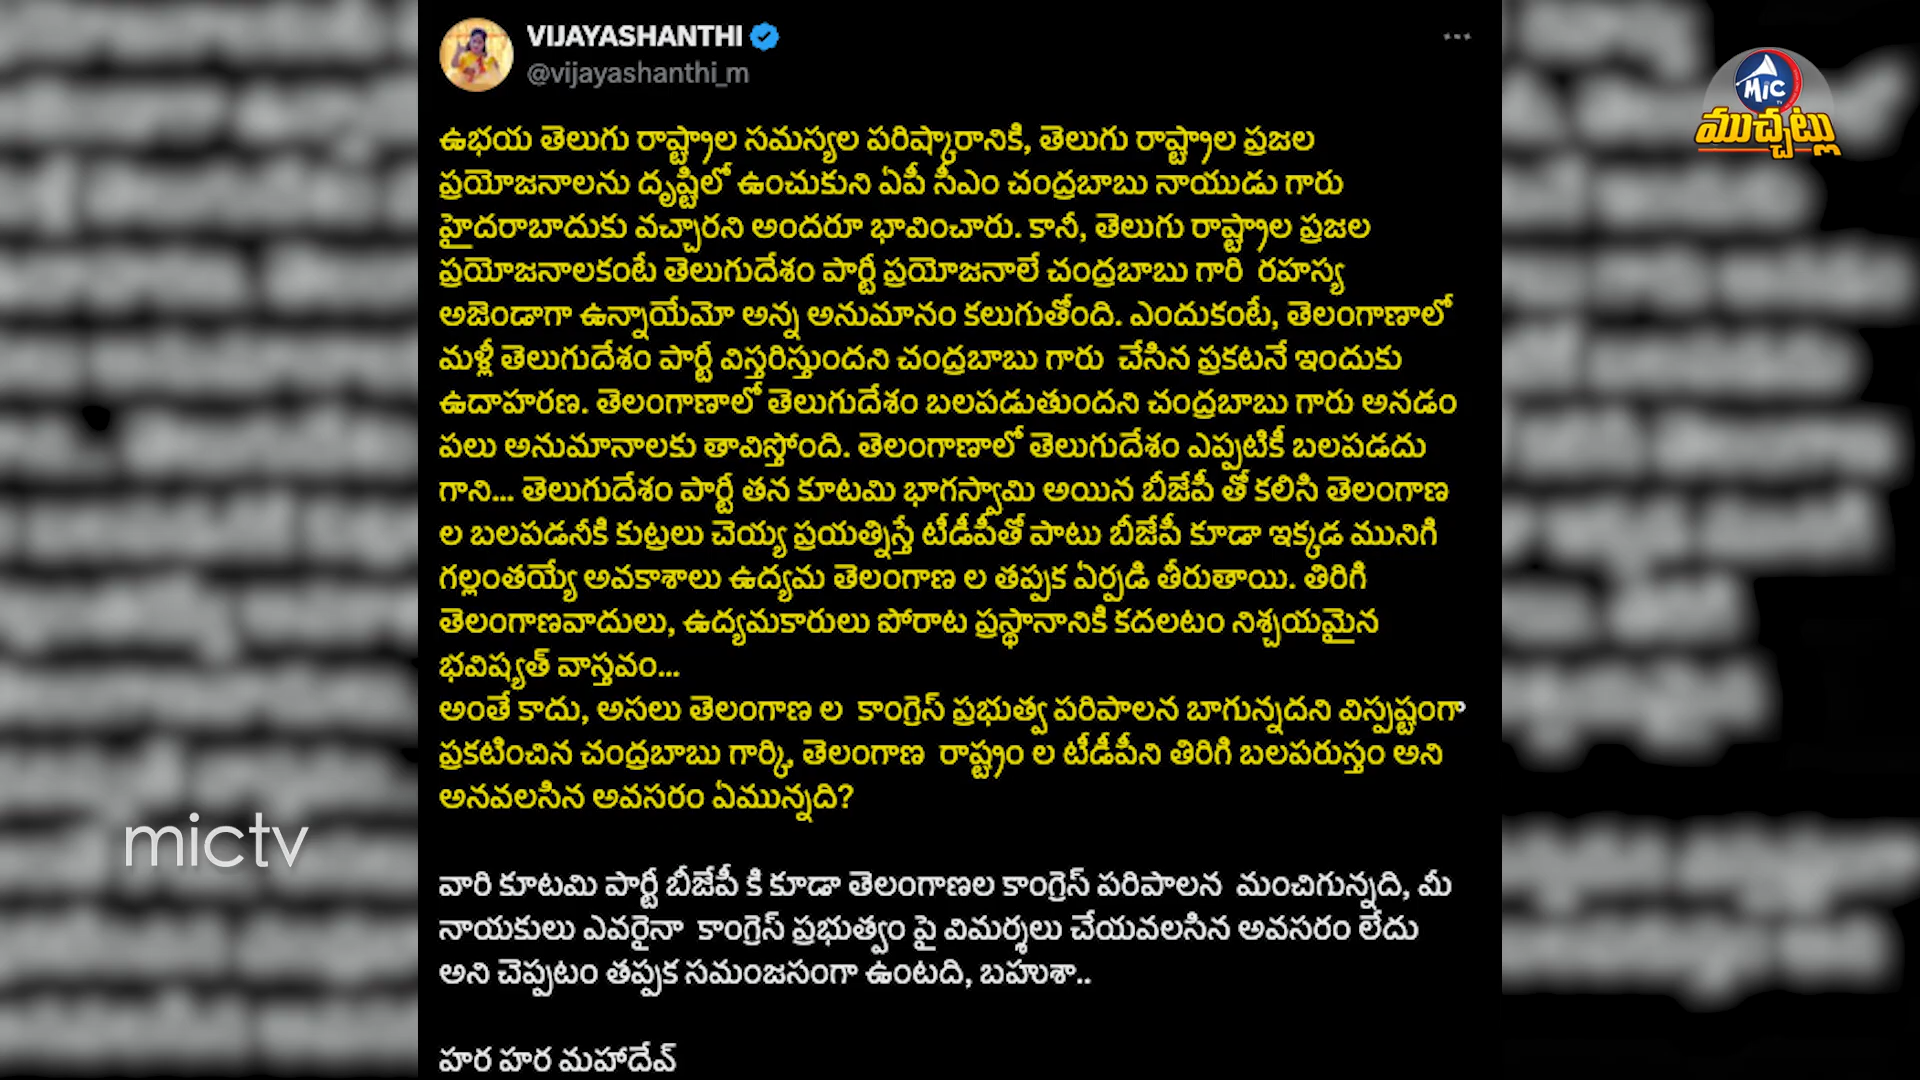 VIJAYASHANTHI
@vijayashanthi_m
MiC
TV
ముచ్చట్లు
ఉభయ తెలుగు రాష్ట్రాల సమస్యల పరిష్కారానికి, తెలుగు రాష్ట్రాల ప్రజల
ప్రయోజనాలను దృష్టిలో ఉంచుకుని ఏపీ సీఎం చంద్రబాబు నాయుడు గారు
హైదరాబాదుకు వచ్చారని అందరూ భావించారు. కానీ, తెలుగు రాష్ట్రాల ప్రజల
ప్రయోజనాలకంటే తెలుగుదేశం పార్టీ ప్రయోజనాలే చంద్రబాబు గారి రహస్య
అజెండాగా ఉన్నాయేమో అన్న అనుమానం కలుగుతోంది. ఎందుకంటే, తెలంగాణాలో
మళ్లీ తెలుగుదేశం పార్టీ విస్తరిస్తుందని చంద్రబాబు గారు చేసిన ప్రకటనే ఇందుకు
ఉదాహరణ. తెలంగాణాలో తెలుగుదేశం బలపడుతుందని చంద్రబాబు గారు అనడం
పలు అనుమానాలకు తావిస్తోంది. తెలంగాణాలో తెలుగుదేశం ఎప్పటికీ బలపడదు
గాని... తెలుగుదేశం పార్టీ తన కూటమి భాగస్వామి అయిన బీజేపీ తో కలిసి తెలంగాణ
ల బలపడనీకి కుట్రలు చెయ్య ప్రయత్నిస్తే టీడీపీతో పాటు బీజేపీ కూడా ఇక్కడ మునిగి
గల్లంతయ్యే అవకాశాలు ఉద్యమ తెలంగాణ ల తప్పక ఏర్పడి తీరుతాయి. తిరిగి
తెలంగాణవాదులు, ఉద్యమకారులు పోరాట ప్రస్థానానికి కదలటం నిశ్చయమైన
భవిష్యత్ వాస్తవం...
అంతే కాదు, అసలు తెలంగాణ ల కాంగ్రెస్ ప్రభుత్వ పరిపాలన బాగున్నదని విస్పష్టంగా
ప్రకటించిన చంద్రబాబు గార్కి, తెలంగాణ రాష్ట్రం ల టీడీపీని తిరిగి బలపరుస్తం అని
అనవలసిన అవసరం ఏమున్నది?
వారి కూటమి పార్టీ బీజేపీ కి కూడా తెలంగాణల కాంగ్రెస్ పరిపాలన మంచిగున్నది, మీ
నాయకులు ఎవరైనా కాంగ్రెస్ ప్రభుత్వం పై విమర్శలు చేయవలసిన అవసరం లేదు
అని చెప్పటం తప్పక సమంజసంగా ఉంటది, బహుశా..
హర హర మహాదేవ్
mictv